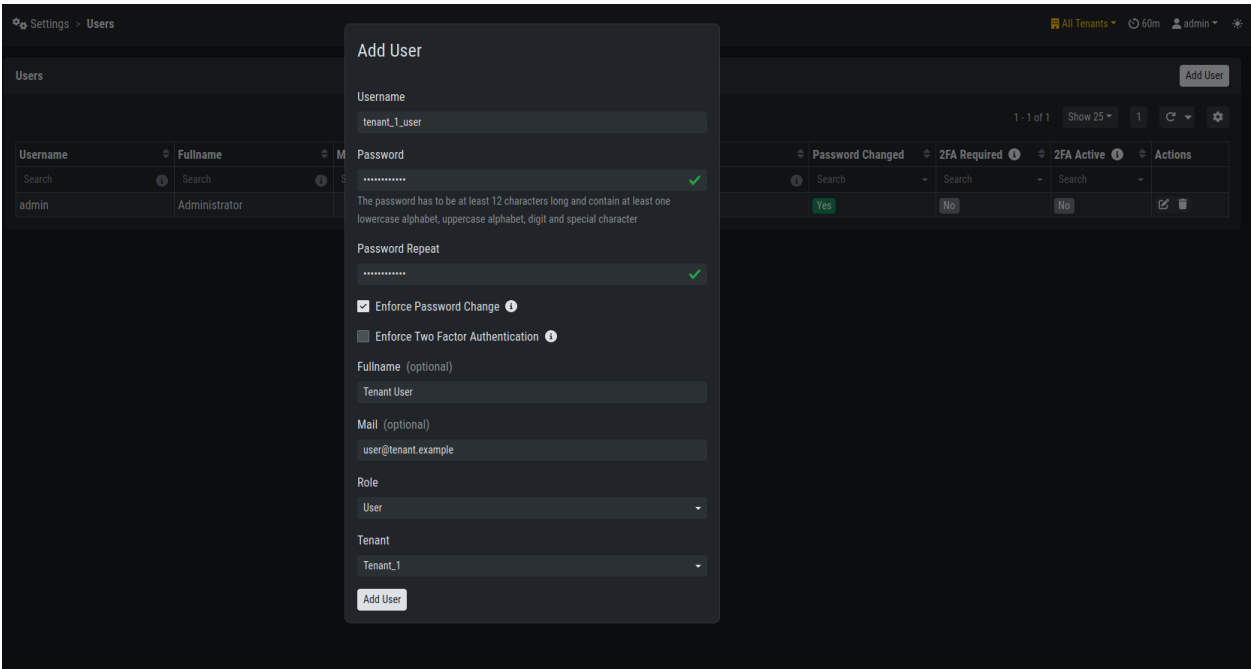 Settings > Users
All Tenants
60m
admin
Users
Add User
1 - 1 of 1
Show 25
1
Username
Fullname
M
Password Changed
2FA Required
2FA Active
Actions
Search
Search
S
Search
Search
Search
admin
Administrator
Yes
No
No
Add User
Username
tenant_1_user
Password
••••••••••••
The password has to be at least 12 characters long and contain at least one
lowercase alphabet, uppercase alphabet, digit and special character
Password Repeat
••••••••••••
Enforce Password Change
Enforce Two Factor Authentication
Fullname (optional)
Tenant User
Mail (optional)
user@tenant.example
Role
User
Tenant
Tenant_1
Add User